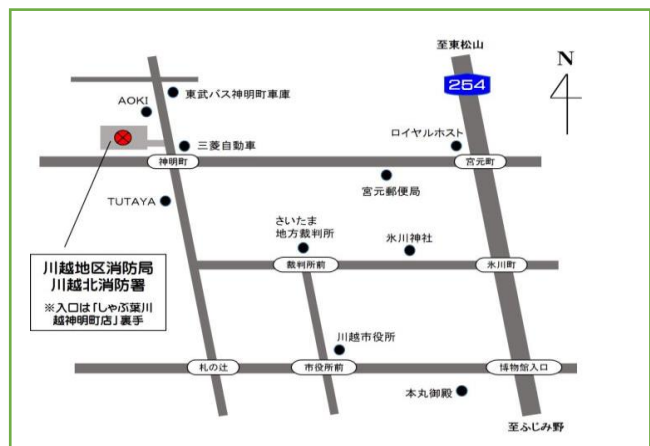 至東松山
N
254
東武バス神明町車庫
AOKI
三菱自動車
ロイヤルホスト
神明町
宮元町
宮元郵便局
TUTAYA
さいたま
地方裁判所
氷川神社
裁判所前
氷川町
川越地区消防局
川越北消防署
※入口は「しゃぶ葉川
越神明町店」裏手
川越市役所
札の辻
市役所前
博物館入口
本丸御殿
至ふじみ野